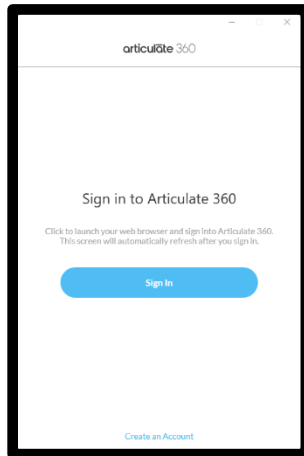 articulate 360
Sign in to Articulate 360
Click to launch your web browser and sign into Articulate 360.
This screen will automatically refresh after you sign in.
Sign In
Create an Account